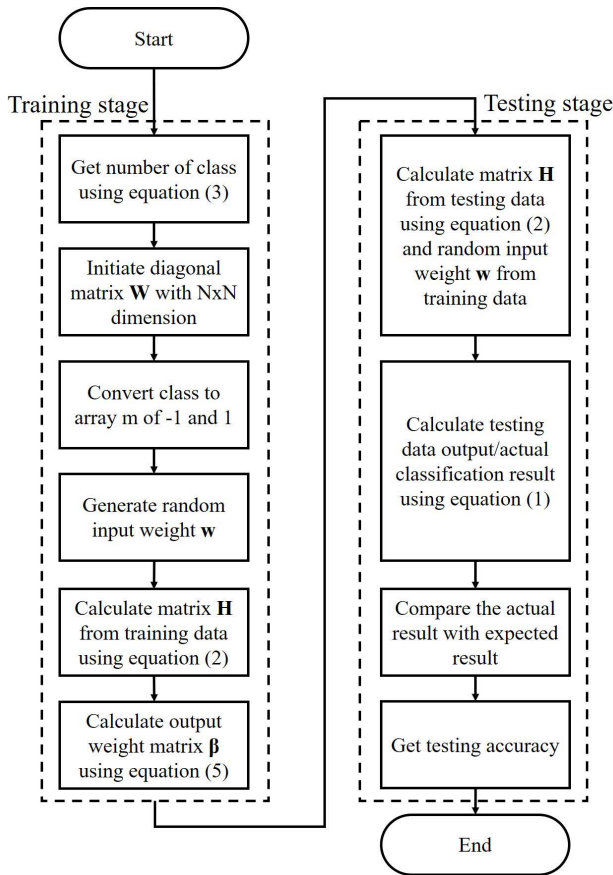 Start
Training stage
Get number of class
using equation (3)
Initiate diagonal
matrix W with NxN
dimension
Convert class to
array m of -1 and 1
Generate random
input weight w
Calculate matrix H
from training data
using equation (2)
Calculate output
weight matrix β
using equation (5)
Testing stage
Calculate matrix H
from testing data
using equation (2)
and random input
weight w from
training data
Calculate testing
data output/actual
classification result
using equation (1)
Compare the actual
result with expected
result
Get testing accuracy
End